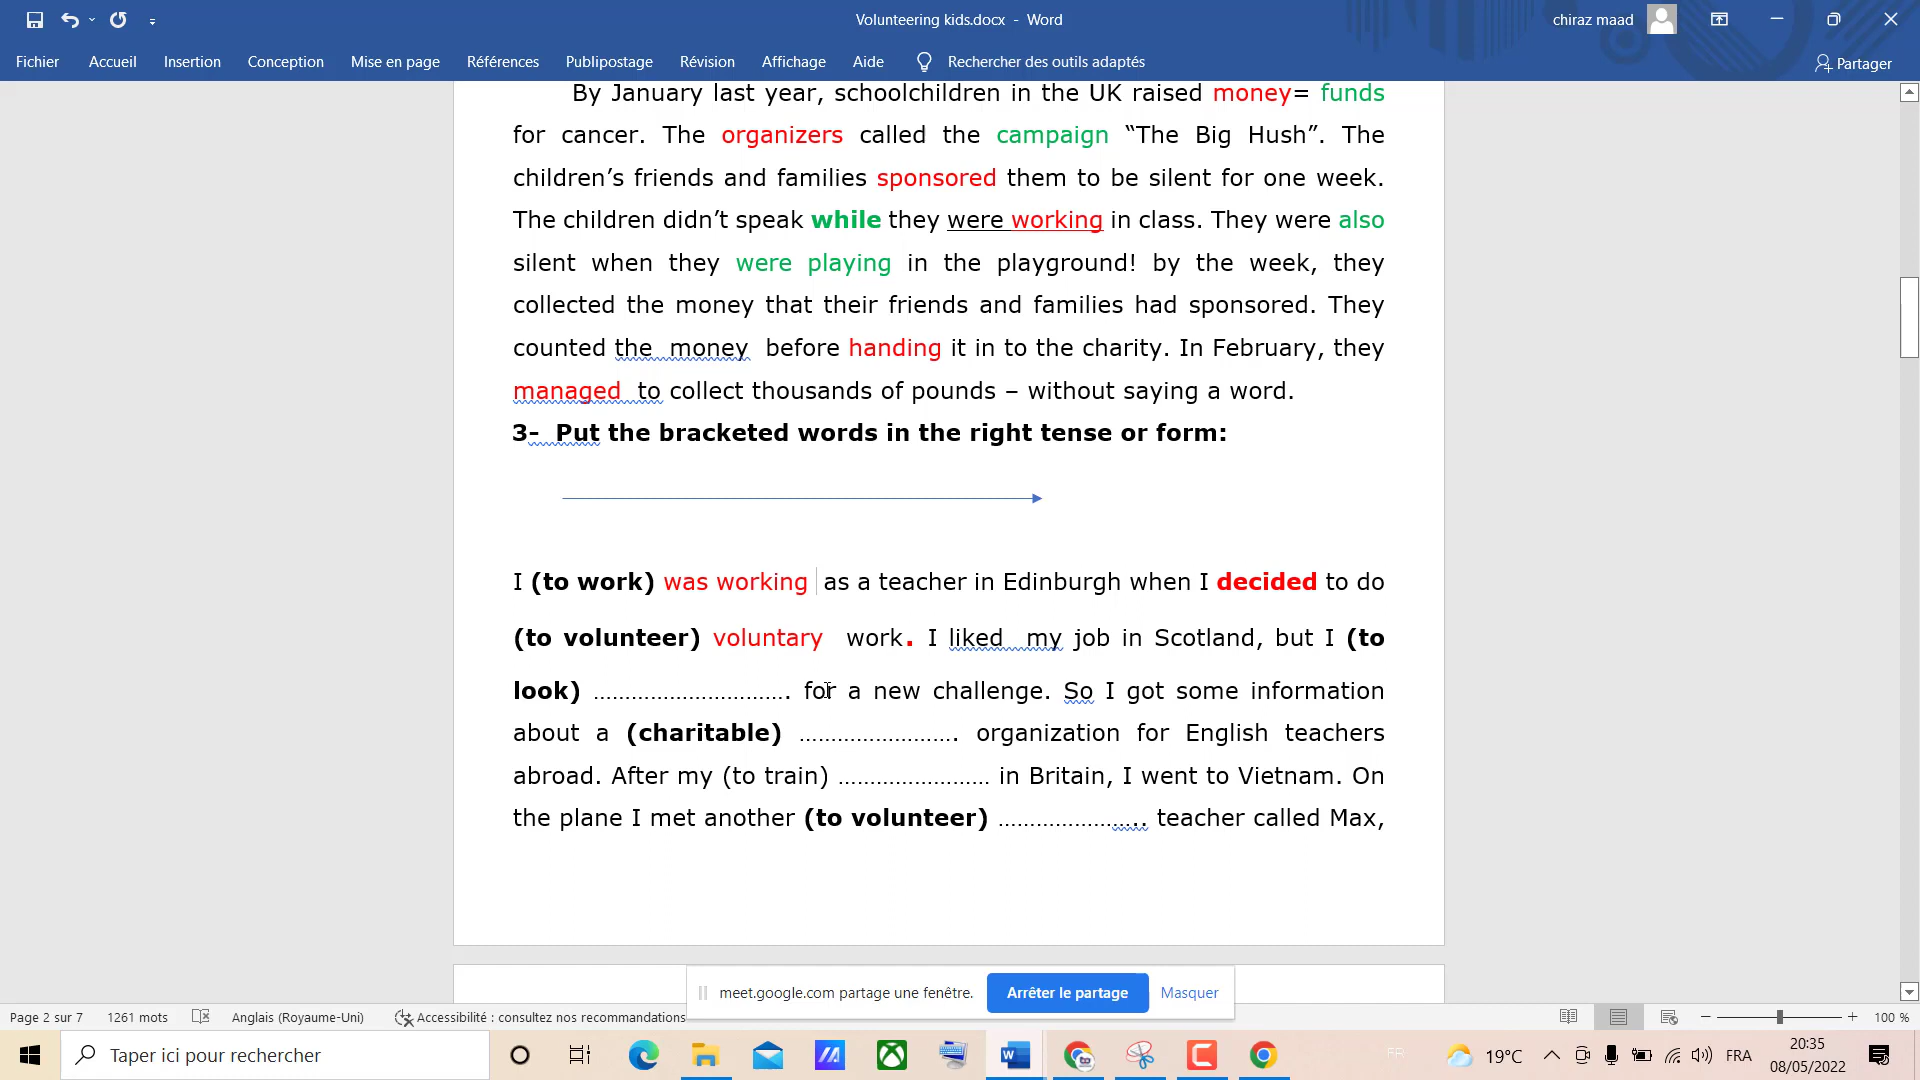 Volunteering kids.docx - Word
chiraz maad
Fichier Accueil Insertion Conception Mise en page Références Publipostage Révision Affichage Aide Rechercher des outils adaptés Partager
By January last year, schoolchildren in the UK raised money= funds
for cancer. The organizers called the campaign “The Big Hush”. The
children’s friends and families sponsored them to be silent for one week.
The children didn’t speak while they were working in class. They were also
silent when they were playing in the playground! by the week, they
collected the money that their friends and families had sponsored. They
counted the money before handing it in to the charity. In February, they
managed to collect thousands of pounds – without saying a word.
3- Put the bracketed words in the right tense or form:
I (to work) was working as a teacher in Edinburgh when I decided to do
(to volunteer) voluntary work. I liked my job in Scotland, but I (to
look) …………………………. for a new challenge. So I got some information
about a (charitable) ……………………. organization for English teachers
abroad. After my (to train) …………………… in Britain, I went to Vietnam. On
the plane I met another (to volunteer) ………………….. teacher called Max,
meet.google.com partage une fenêtre. Arrêter le partage Masquer
Page 2 sur 7 1261 mots Anglais (Royaume-Uni) Accessibilité : consultez nos recommandations 100 %
Taper ici pour rechercher
FR 19°C FRA
20:35
08/05/2022